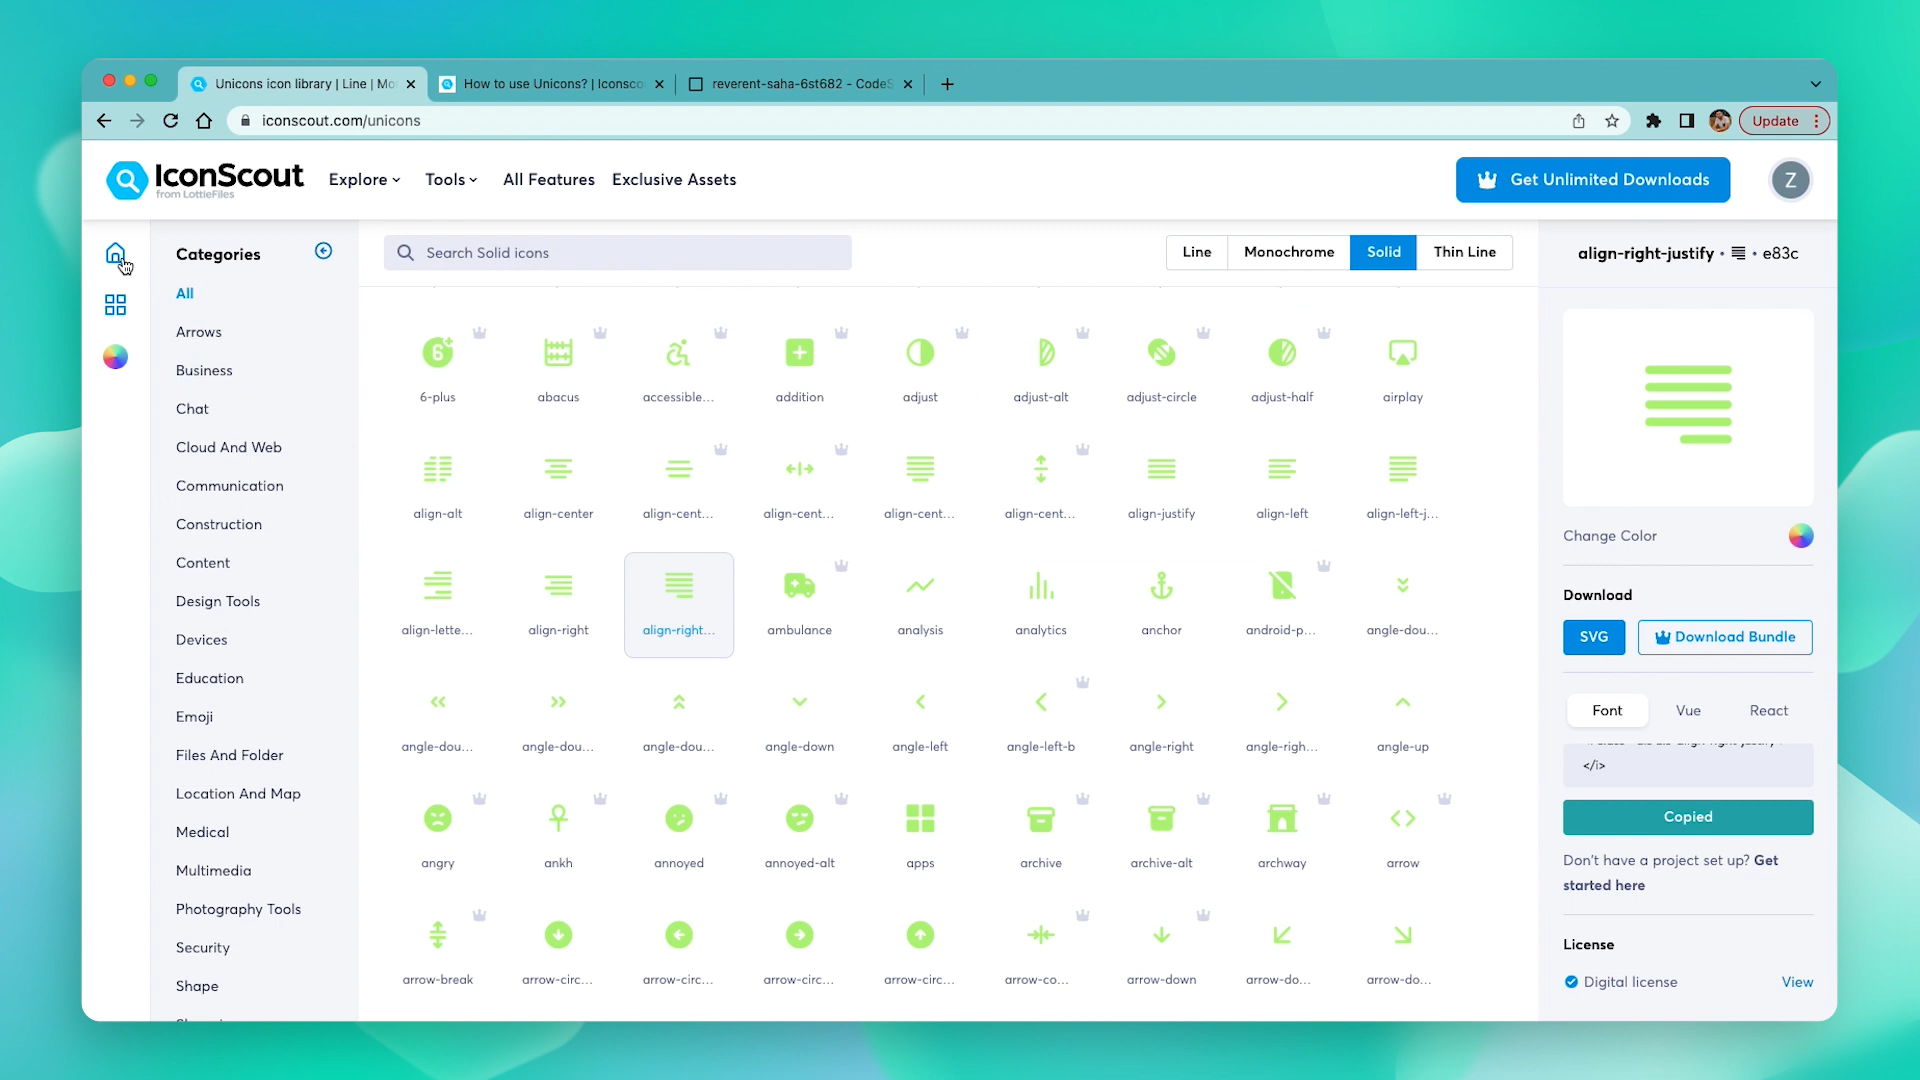 Unicons icon library | Line | Mo
How to use Unicons? | Iconsco
reverent-saha-6st682 - CodeS
iconscout.com/unicons
Update
IconScout
from LottieFiles
Explore
Tools
All Features
Exclusive Assets
Get Unlimited Downloads
Z
Categories
All
Arrows
Business
Chat
Cloud And Web
Communication
Construction
Content
Design Tools
Devices
Education
Emoji
Files And Folder
Location And Map
Medical
Multimedia
Photography Tools
Security
Shape
Search Solid icons
Line
Monochrome
Solid
Thin Line
6-plus
abacus
accessible...
addition
adjust
adjust-alt
adjust-circle
adjust-half
airplay
align-alt
align-center
align-cent...
align-cent...
align-cent...
align-cent...
align-justify
align-left
align-left-j...
align-lette...
align-right
align-right...
ambulance
analysis
analytics
anchor
android-p...
angle-dou...
angle-dou...
angle-dou...
angle-dou...
angle-down
angle-left
angle-left-b
angle-right
angle-righ...
angle-up
angry
ankh
annoyed
annoyed-alt
apps
archive
archive-alt
archway
arrow
arrow-break
arrow-circ...
arrow-circ...
arrow-circ...
arrow-circ...
arrow-co...
arrow-down
arrow-do...
arrow-do...
align-right-justify • • e83c
Change Color
Download
SVG
Download Bundle
Font
Vue
React
</i>
Copied
Don't have a project set up? Get
started here
License
Digital license
View